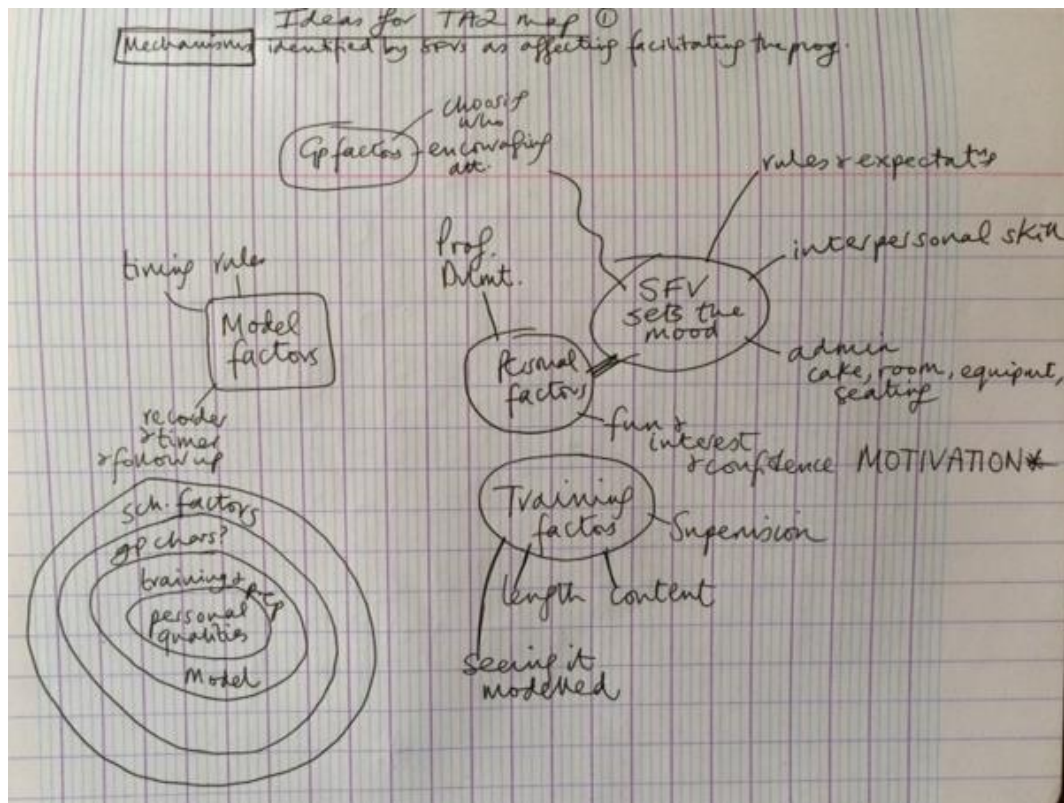 Ideas for TA2 map ①
Mechanisms identified by SFVs as affecting facilitating the prog.
choosing
who
Gp factors - encouraging
att.
rules & expectatns
interpersonal skill
Prof.
Dvlmt.
timing rules
SFV
sets the
mood
Model
factors
admin
cake, room, equipmt,
seating
Personal
factors
recorder
& timer
& follow up
fun &
interest
& confidence MOTIVATION*
sch. factors
gp chars?
training & prep
personal
qualities
Model
Training
factors
Supervision
length content
seeing it
modelled